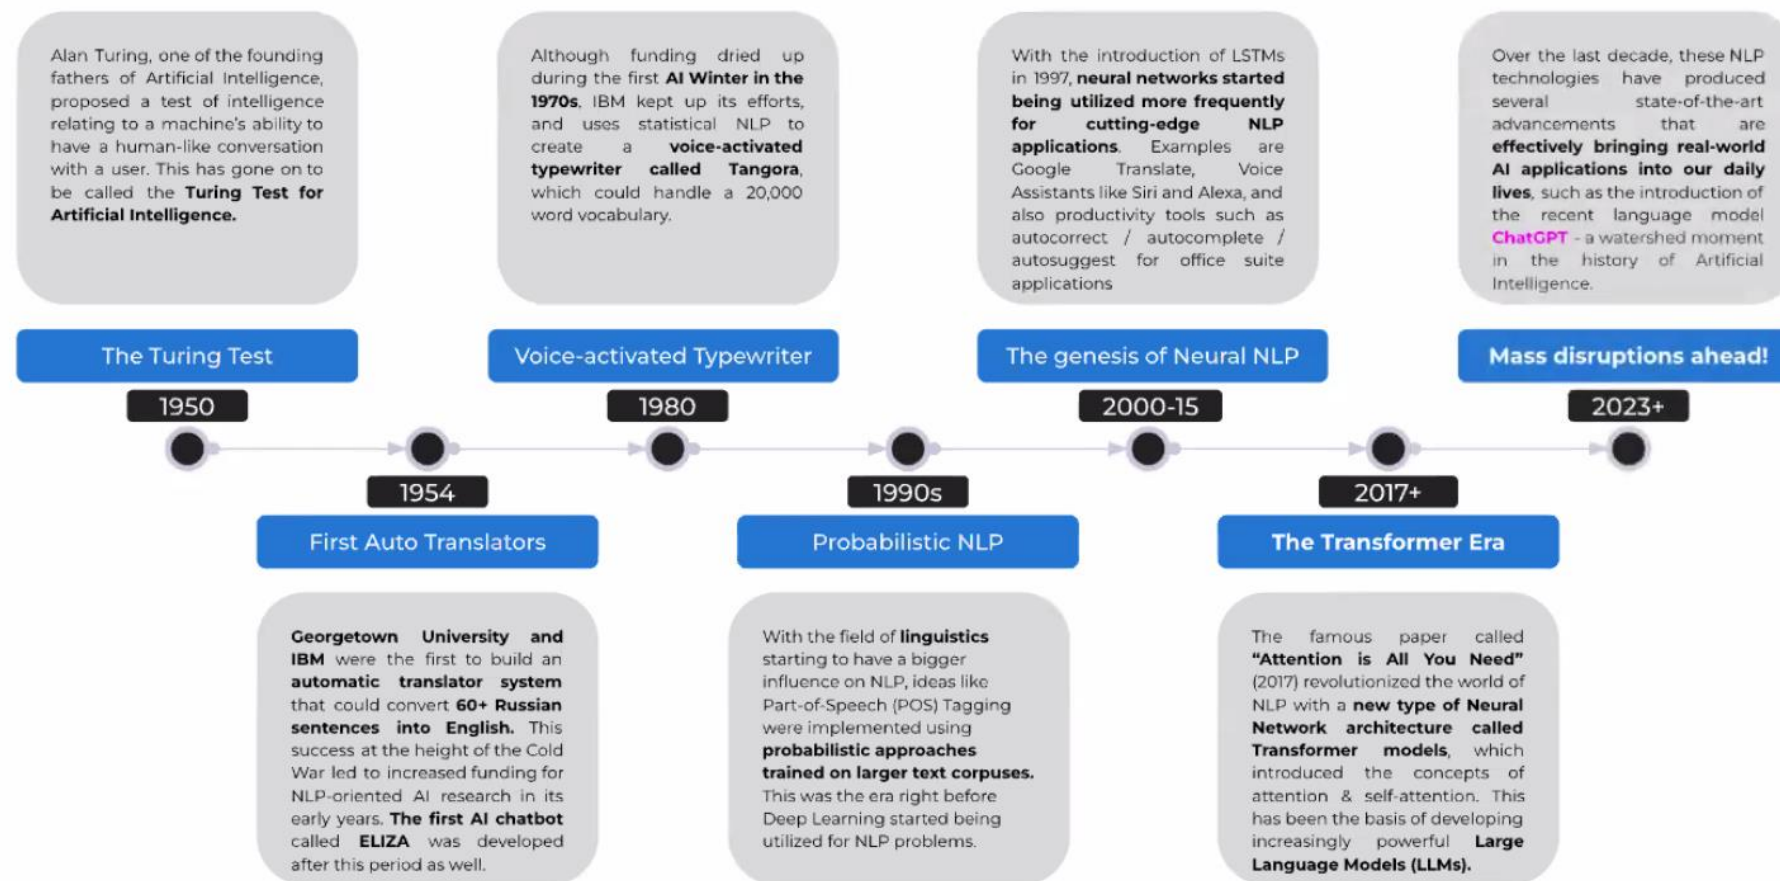 Alan Turing, one of the founding
fathers of Artificial Intelligence,
proposed a test of intelligence
relating to a machine's ability to
have a human-like conversation
with a user. This has gone on to
be called the Turing Test for
Artificial Intelligence.
The Turing Test
1950
1954
First Auto Translators
Georgetown University and
IBM were the first to build an
automatic translator system
that could convert 60+ Russian
sentences into English. This
success at the height of the Cold
War led to increased funding for
NLP-oriented AI research in its
early years. The first AI chatbot
called ELIZA was developed
after this period as well.
Although funding dried up
during the first AI Winter in the
1970s, IBM kept up its efforts,
and uses statistical NLP to
create a voice-activated
typewriter called Tangora,
which could handle a 20,000
word vocabulary.
Voice-activated Typewriter
1980
1990s
Probabilistic NLP
With the field of linguistics
starting to have a bigger
influence on NLP, ideas like
Part-of-Speech (POS) Tagging
were implemented using
probabilistic approaches
trained on larger text corpuses.
This was the era right before
Deep Learning started being
utilized for NLP problems.
With the introduction of LSTMs
in 1997, neural networks started
being utilized more frequently
for cutting-edge NLP
applications. Examples are
Google Translate, Voice
Assistants like Siri and Alexa, and
also productivity tools such as
autocorrect / autocomplete /
autosuggest for office suite
applications
The genesis of Neural NLP
2000-15
2017+
The Transformer Era
The famous paper called
“Attention is All You Need”
(2017) revolutionized the world of
NLP with a new type of Neural
Network architecture called
Transformer models, which
introduced the concepts of
attention & self-attention. This
has been the basis of developing
increasingly powerful Large
Language Models (LLMs).
Over the last decade, these NLP
technologies have produced
several state-of-the-art
advancements that are
effectively bringing real-world
AI applications into our daily
lives, such as the introduction of
the recent language model
ChatGPT - a watershed moment
in the history of Artificial
Intelligence.
Mass disruptions ahead!
2023+